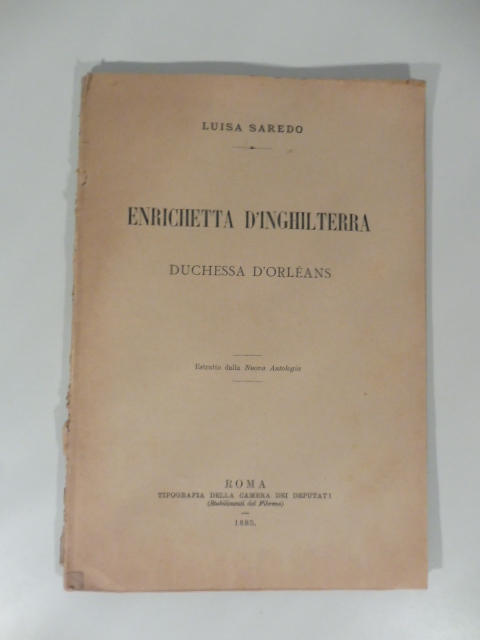 LUISA SAREDO
ENRICHETTA D'INGHILTERRA
DUCHESSA D'ORLÉANS
Estratto dalla Nuova Antologia
ROMA
TIPOGRAFIA DELLA CAMERA DEI DEPUTATI
(Stabilimenti del Fibreno)
1885.